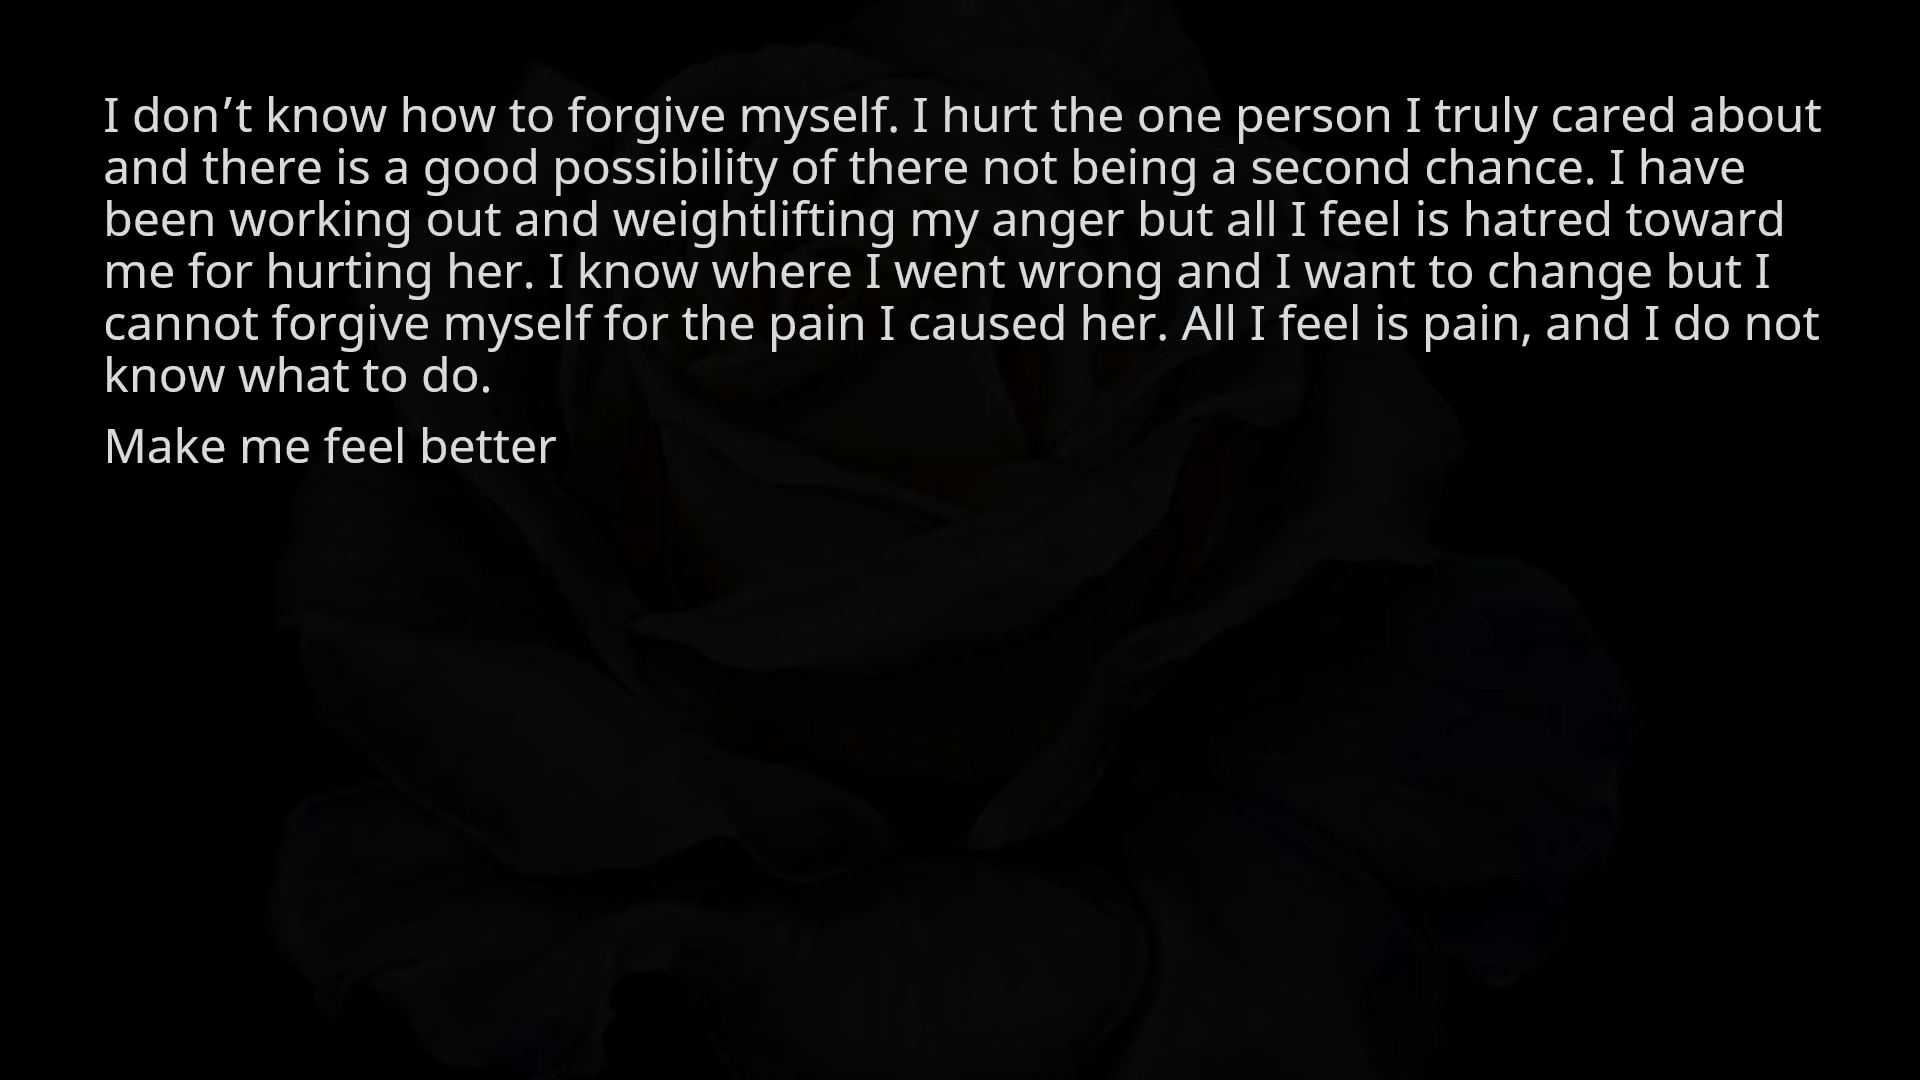 I don’t know how to forgive myself. I hurt the one person I truly cared about
and there is a good possibility of there not being a second chance. I have
been working out and weightlifting my anger but all I feel is hatred toward
me for hurting her. I know where I went wrong and I want to change but I
cannot forgive myself for the pain I caused her. All I feel is pain, and I do not
know what to do.
Make me feel better